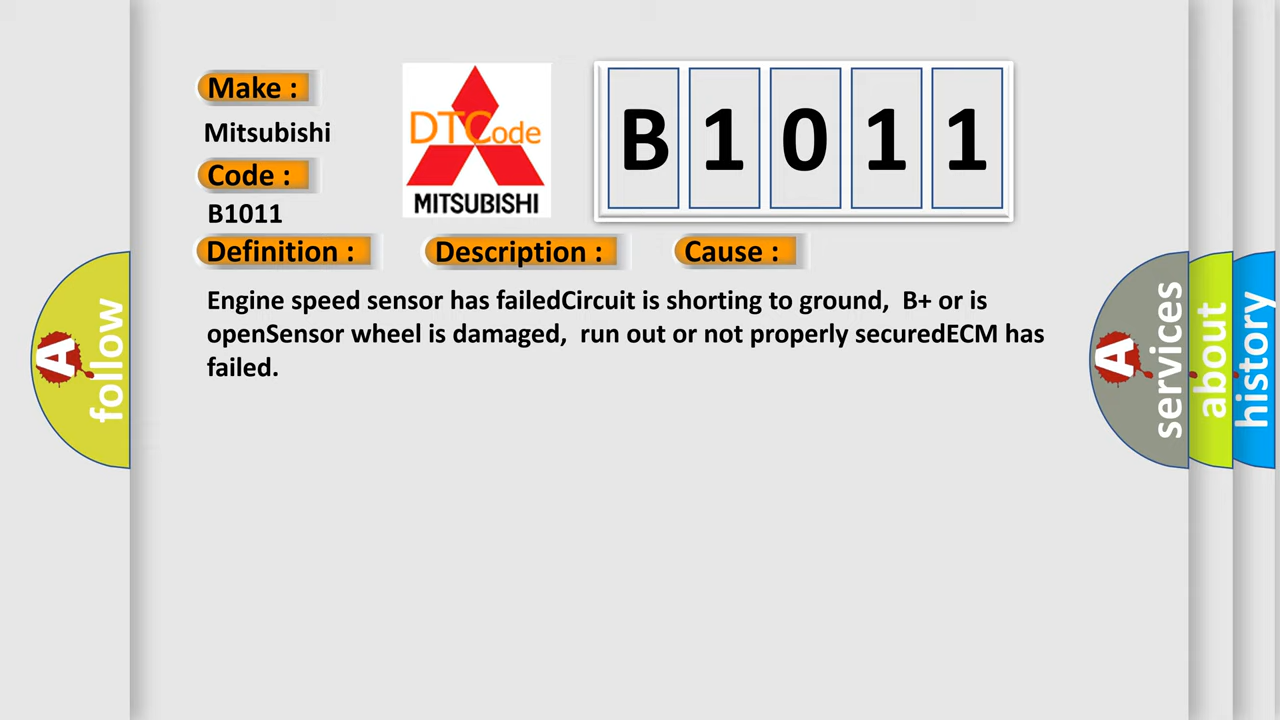 Make :
Mitsubishi
Code :
B1011
DTCode
MITSUBISHI
B 1 0 1 1
Definition :
Description :
Cause :
Engine speed sensor has failedCircuit is shorting to ground, B+ or is
openSensor wheel is damaged, run out or not properly securedECM has
failed.
A follow
A services
about
history